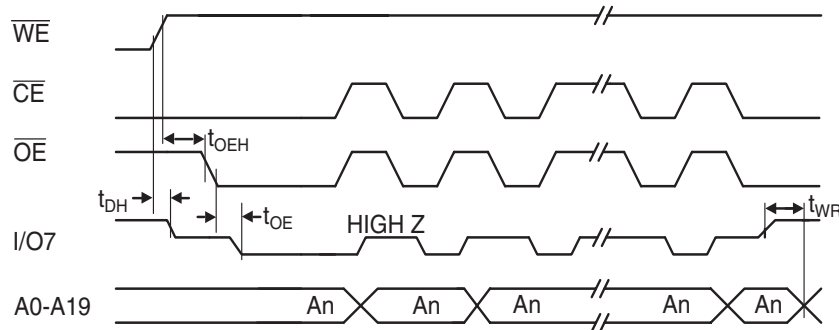 WE
CE
tOEH
OE
tDH
tOE
tWR
I/O7 HIGH Z
A0-A19 An An An An An